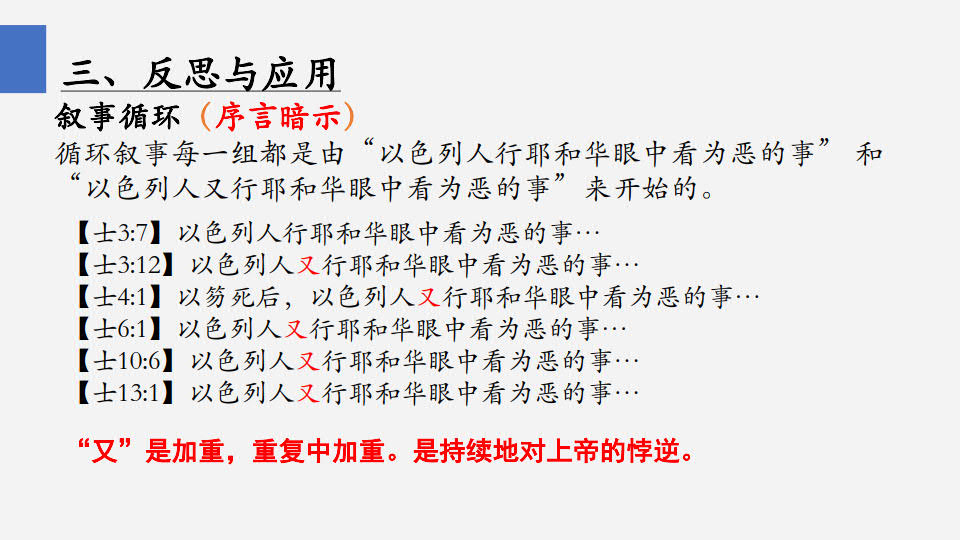 三、反思与应用
叙事循环（序言暗示）
循环叙事每一组都是由“以色列人行耶和华眼中看为恶的事” 和
“以色列人又行耶和华眼中看为恶的事”来开始的。
【士3:7】以色列人行耶和华眼中看为恶的事…
【士3:12】以色列人又行耶和华眼中看为恶的事…
【士4:1】以笏死后，以色列人又行耶和华眼中看为恶的事…
【士6:1】以色列人又行耶和华眼中看为恶的事…
【士10:6】以色列人又行耶和华眼中看为恶的事…
【士13:1】以色列人又行耶和华眼中看为恶的事…
“又”是加重，重复中加重。是持续地对上帝的悖逆。